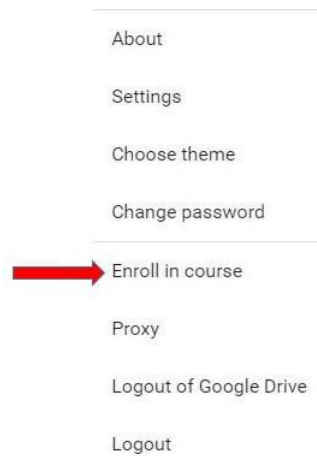 About
Settings
Choose theme
Change password
Enroll in course
Proxy
Logout of Google Drive
Logout